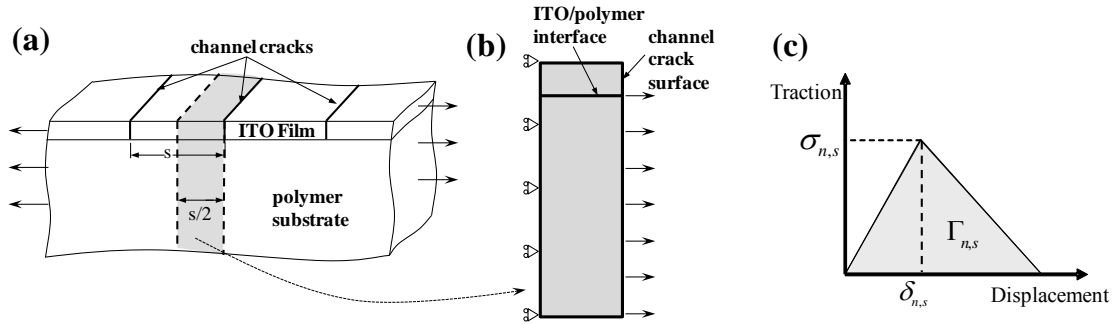 (a)
channel cracks
ITO Film
s
s/2
polymer
substrate
(b)
ITO/polymer
interface
channel
crack
surface
(c)
Traction
σn,s
Γn,s
δn,s
Displacement